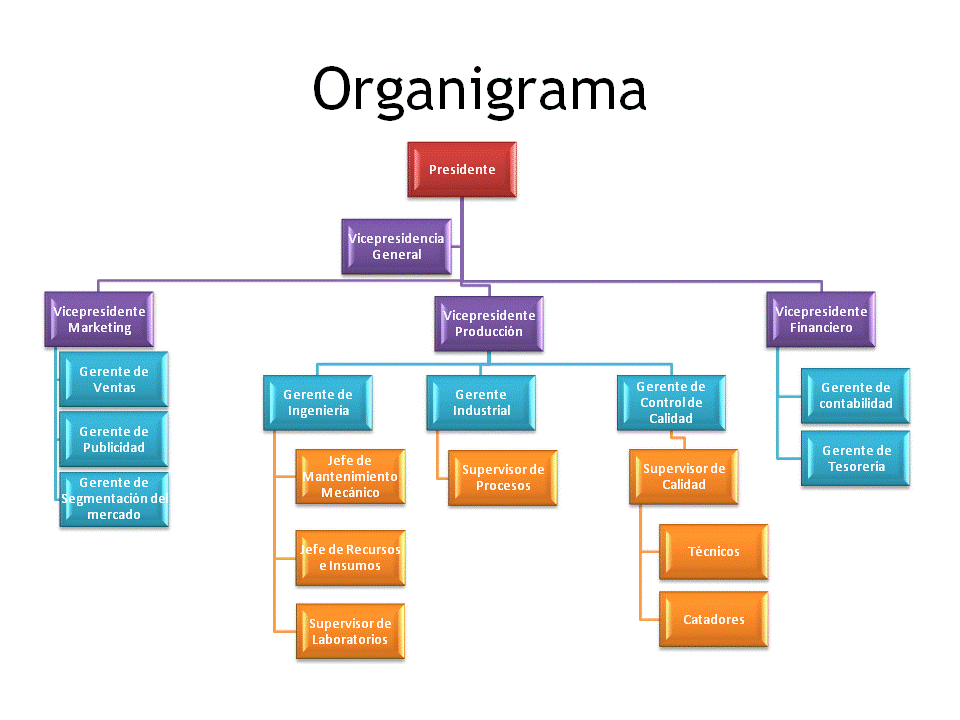 Organigrama
Presidente
Vicepresidencia
General
Vicepresidente
Marketing
Vicepresidente
Producción
Vicepresidente
Financiero
Gerente de
Ventas
Gerente de
Publicidad
Gerente de
Segmentación del
mercado
Gerente de
Ingenieria
Gerente
Industrial
Gerente de
Control de
Calidad
Gerente de
contabilidad
Gerente de
Tesorería
Jefe de
Mantenimiento
Mecánico
Jefe de Recursos
e Insumos
Supervisor de
Laboratorios
Supervisor de
Procesos
Supervisor de
Calidad
Técnicos
Catadores